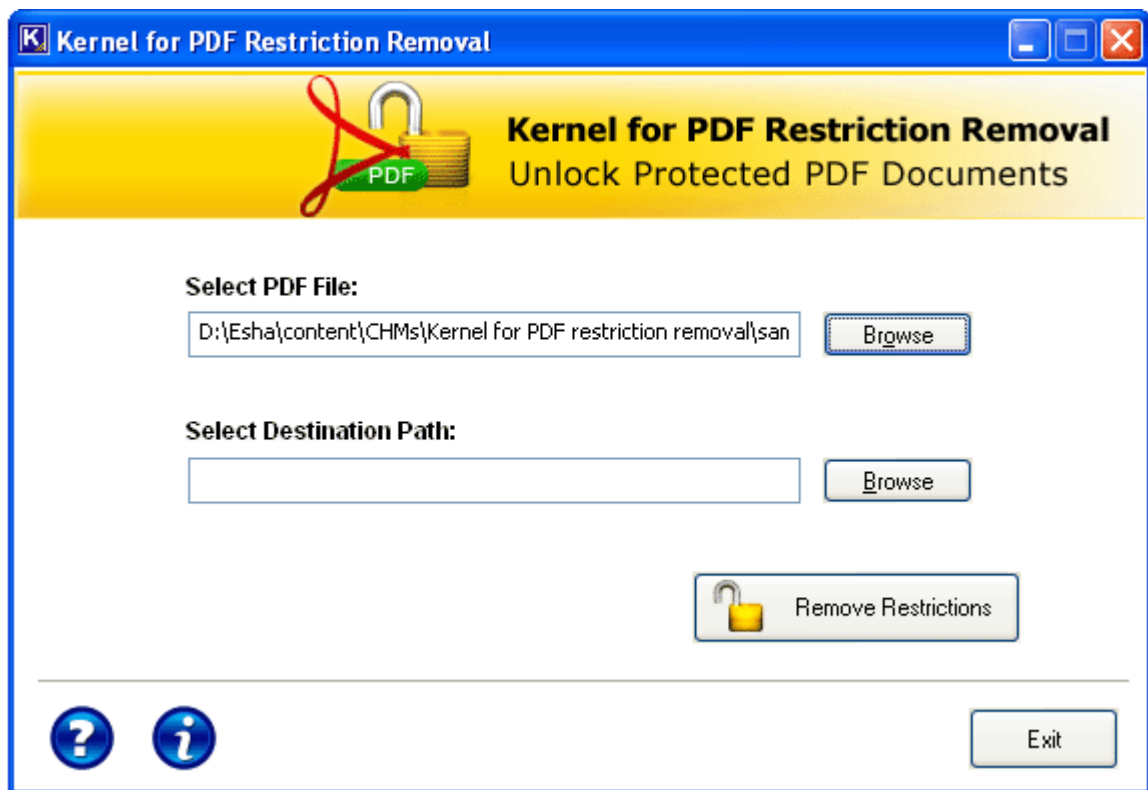 Kernel for PDF Restriction Removal
Kernel for PDF Restriction Removal
Unlock Protected PDF Documents
PDF
Select PDF File:
D:\Esha\content\CHMs\Kernel for PDF restriction removal\san
Browse
Select Destination Path:
Browse
Remove Restrictions
Exit